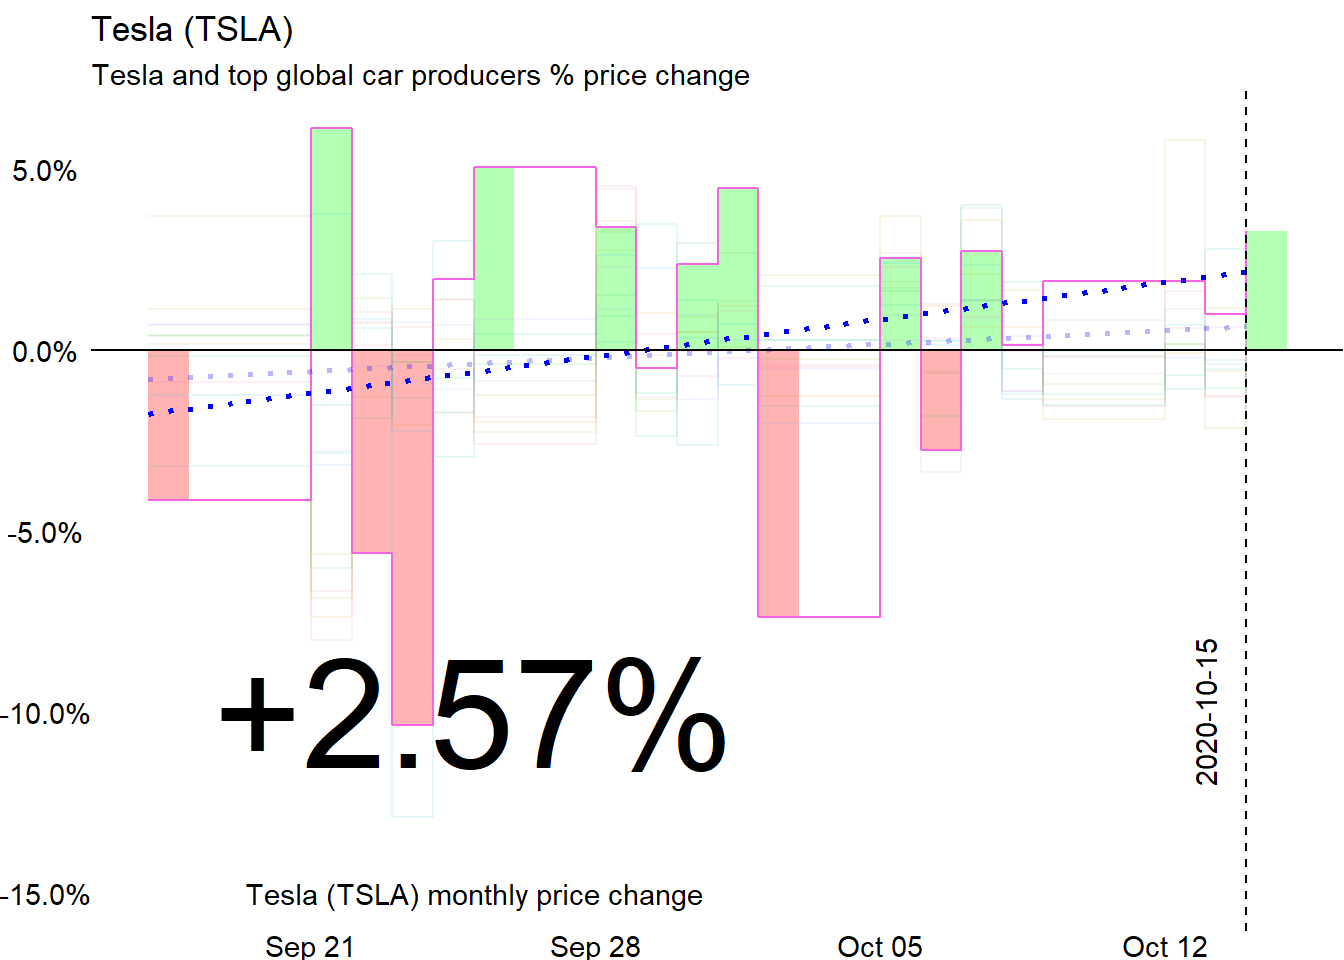 Tesla (TSLA)
Tesla and top global car producers % price change
5.0%
0.0%
-5.0%
-10.0%
-15.0%
+2.57%
2020-10-15
Tesla (TSLA) monthly price change
Sep 21
Sep 28
Oct 05
Oct 12